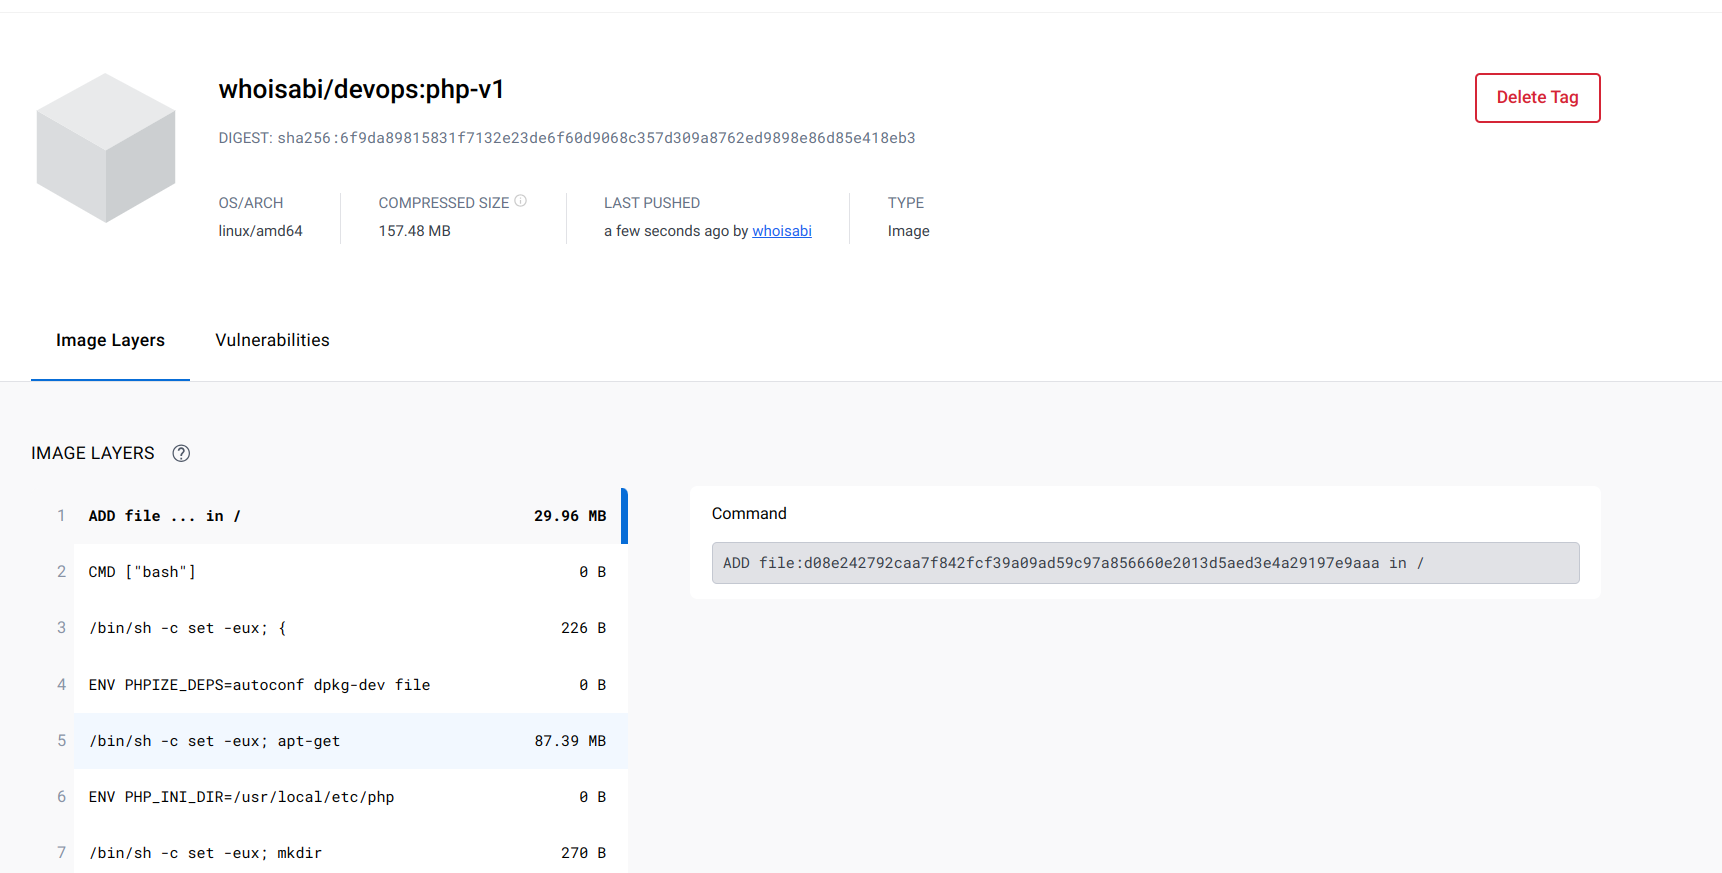 whoisabi/devops:php-v1
Delete Tag
DIGEST: sha256:6f9da89815831f7132e23de6f60d9068c357d309a8762ed9898e86d85e418eb3
OS/ARCH
linux/amd64
COMPRESSED SIZE
157.48 MB
LAST PUSHED
a few seconds ago by whoisabi
TYPE
Image
Image Layers
Vulnerabilities
IMAGE LAYERS
1 ADD file ... in / 29.96 MB
2 CMD ["bash"] 0 B
3 /bin/sh -c set -eux; { 226 B
4 ENV PHPIZE_DEPS=autoconf dpkg-dev file 0 B
5 /bin/sh -c set -eux; apt-get 87.39 MB
6 ENV PHP_INI_DIR=/usr/local/etc/php 0 B
7 /bin/sh -c set -eux; mkdir 270 B
Command
ADD file:d08e242792caa7f842fcf39a09ad59c97a856660e2013d5aed3e4a29197e9aaa in /